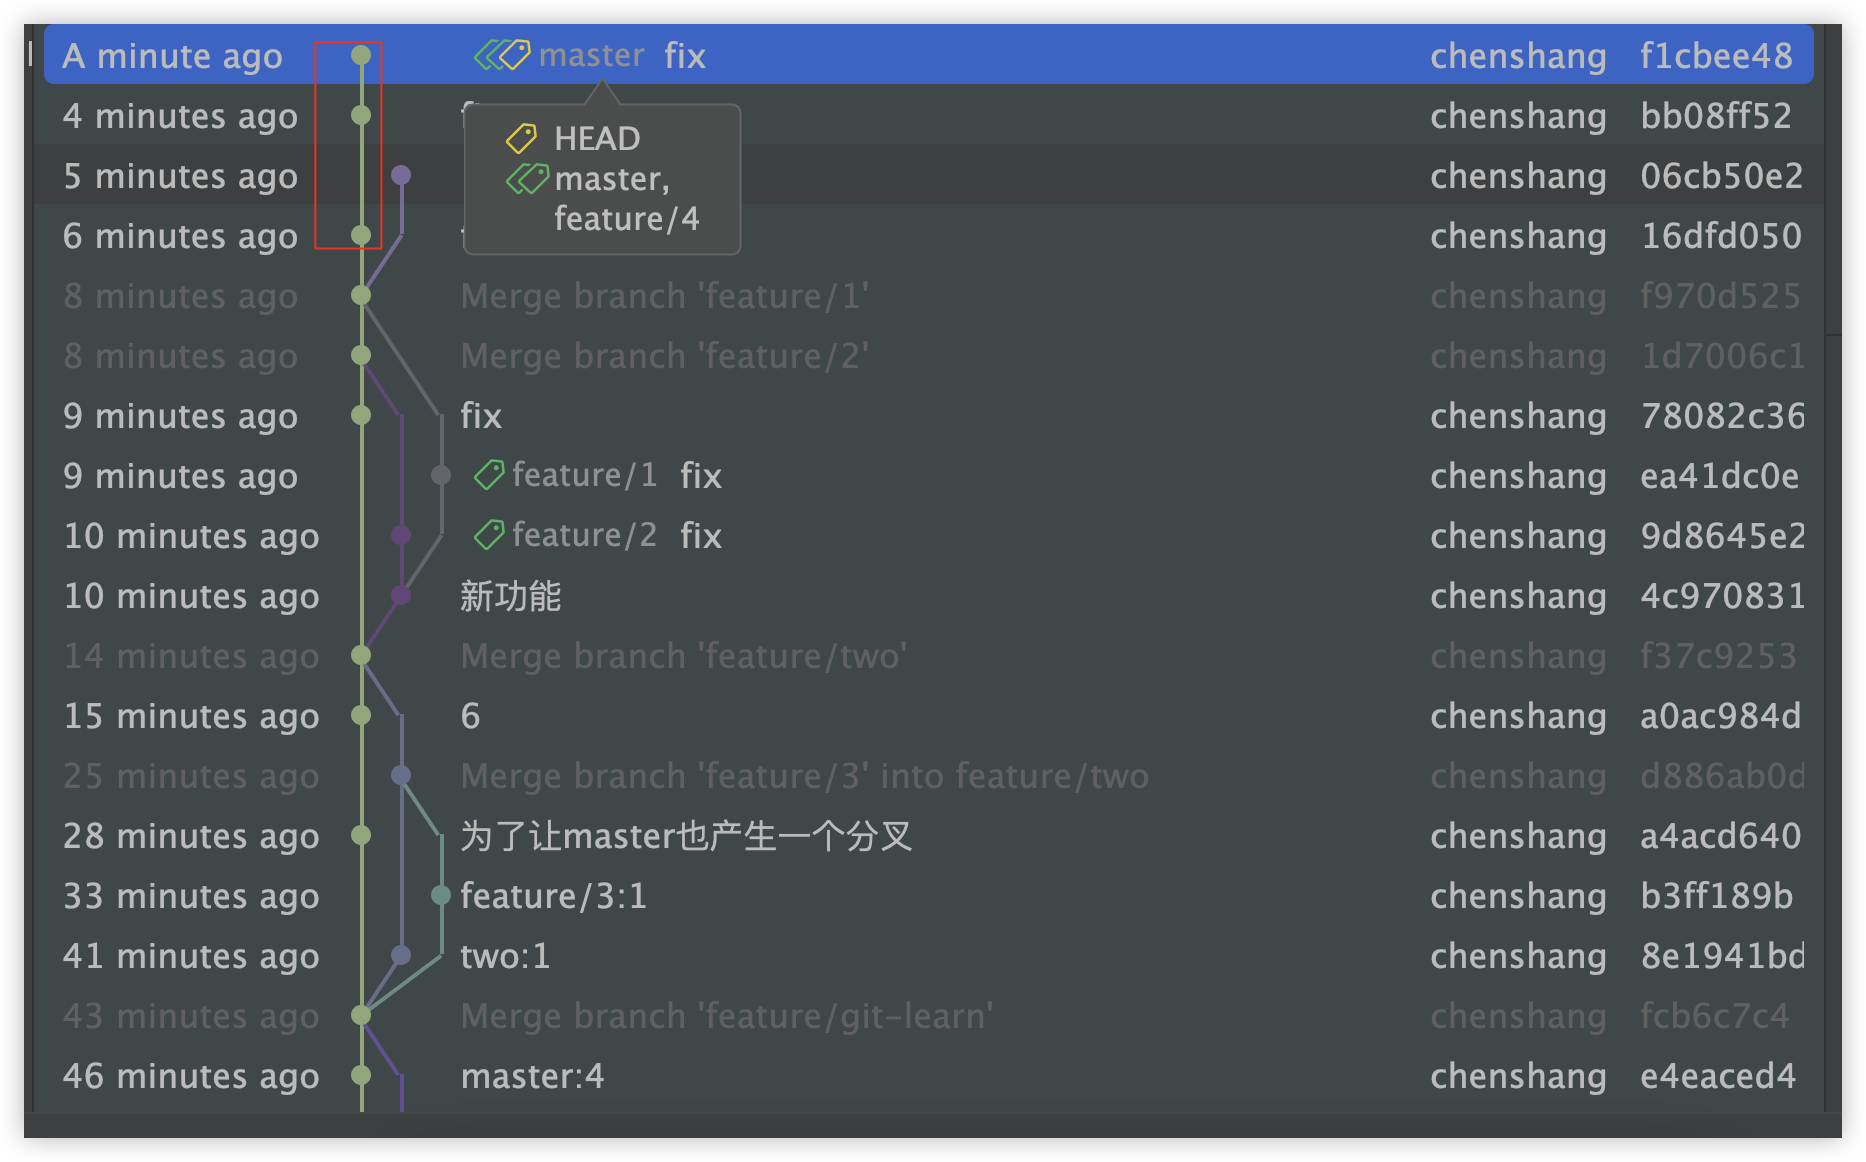 A minute ago master fix chenshang f1cbee48
4 minutes ago chenshang bb08ff52
HEAD
5 minutes ago master, chenshang 06cb50e2
feature/4
6 minutes ago chenshang 16dfd050
8 minutes ago Merge branch 'feature/1' chenshang f970d525
8 minutes ago Merge branch 'feature/2' chenshang 1d7006c1
9 minutes ago fix chenshang 78082c36
9 minutes ago feature/1 fix chenshang ea41dc0e
10 minutes ago feature/2 fix chenshang 9d8645e2
10 minutes ago 新功能 chenshang 4c970831
14 minutes ago Merge branch 'feature/two' chenshang f37c9253
15 minutes ago 6 chenshang a0ac984d
25 minutes ago Merge branch 'feature/3' into feature/two chenshang d886ab0d
28 minutes ago 为了让master也产生一个分叉 chenshang a4acd640
33 minutes ago feature/3:1 chenshang b3ff189b
41 minutes ago two:1 chenshang 8e1941bd
43 minutes ago Merge branch 'feature/git-learn' chenshang fcb6c7c4
46 minutes ago master:4 chenshang e4eaced4